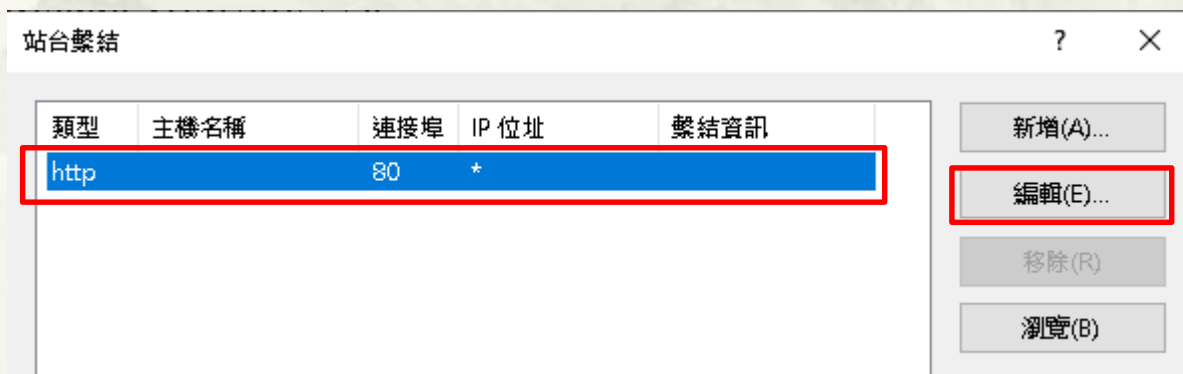 站台繫結
?
類型 主機名稱 連接埠 IP 位址 繫結資訊
http 80 *
新增(A)...
編輯(E)...
移除(R)
瀏覽(B)